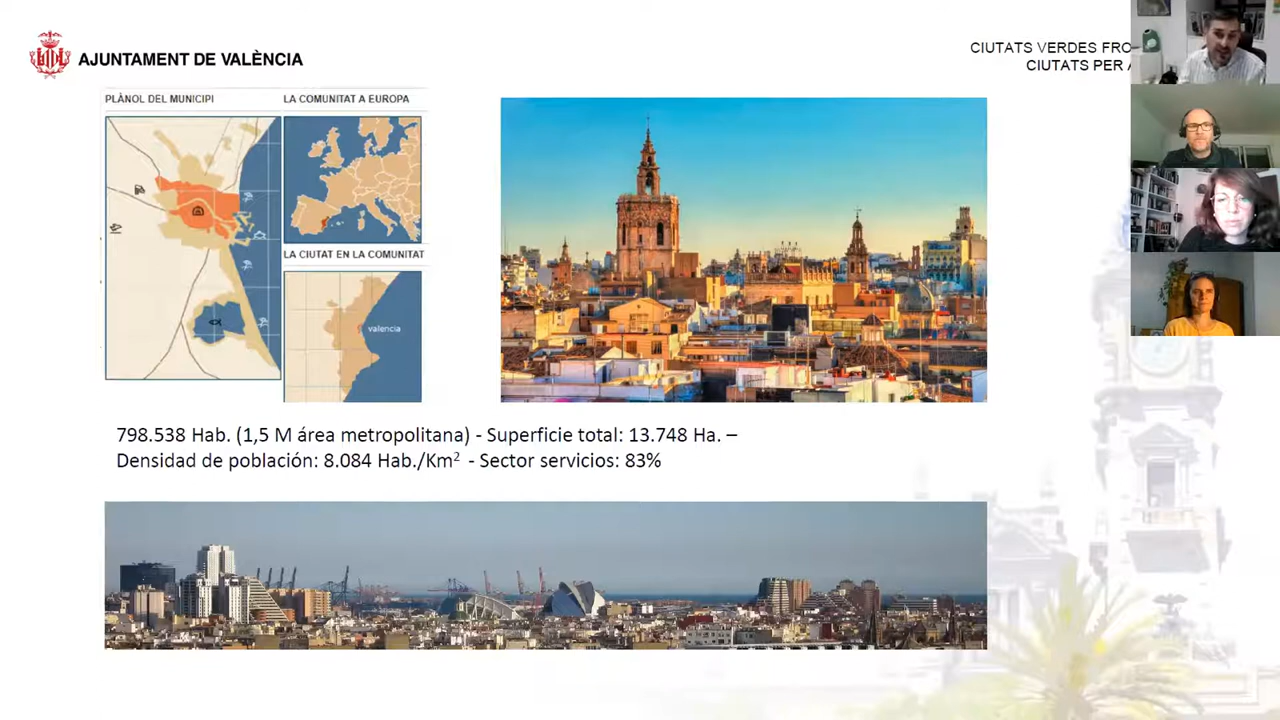 AJUNTAMENT DE VALÈNCIA
CIUTATS VERDES
CIUTATS PER
PLÀNOL DEL MUNICIPI
LA COMUNITAT A EUROPA
LA CIUTAT EN LA COMUNITAT
valencia
798.538 Hab. (1,5 M área metropolitana) - Superficie total: 13.748 Ha. –
Densidad de población: 8.084 Hab./Km² - Sector servicios: 83%